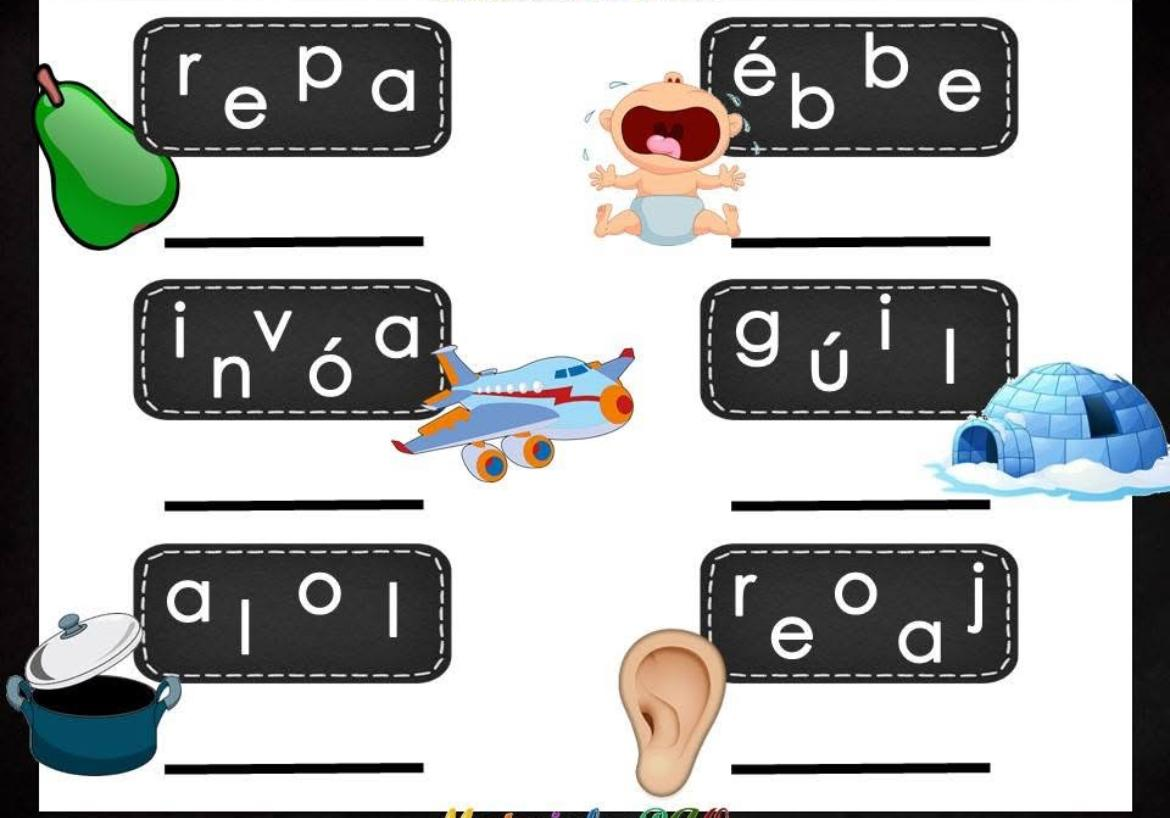 r e p a
é b b e
i n v ó a
g ú i l
a l o l
r e o a j